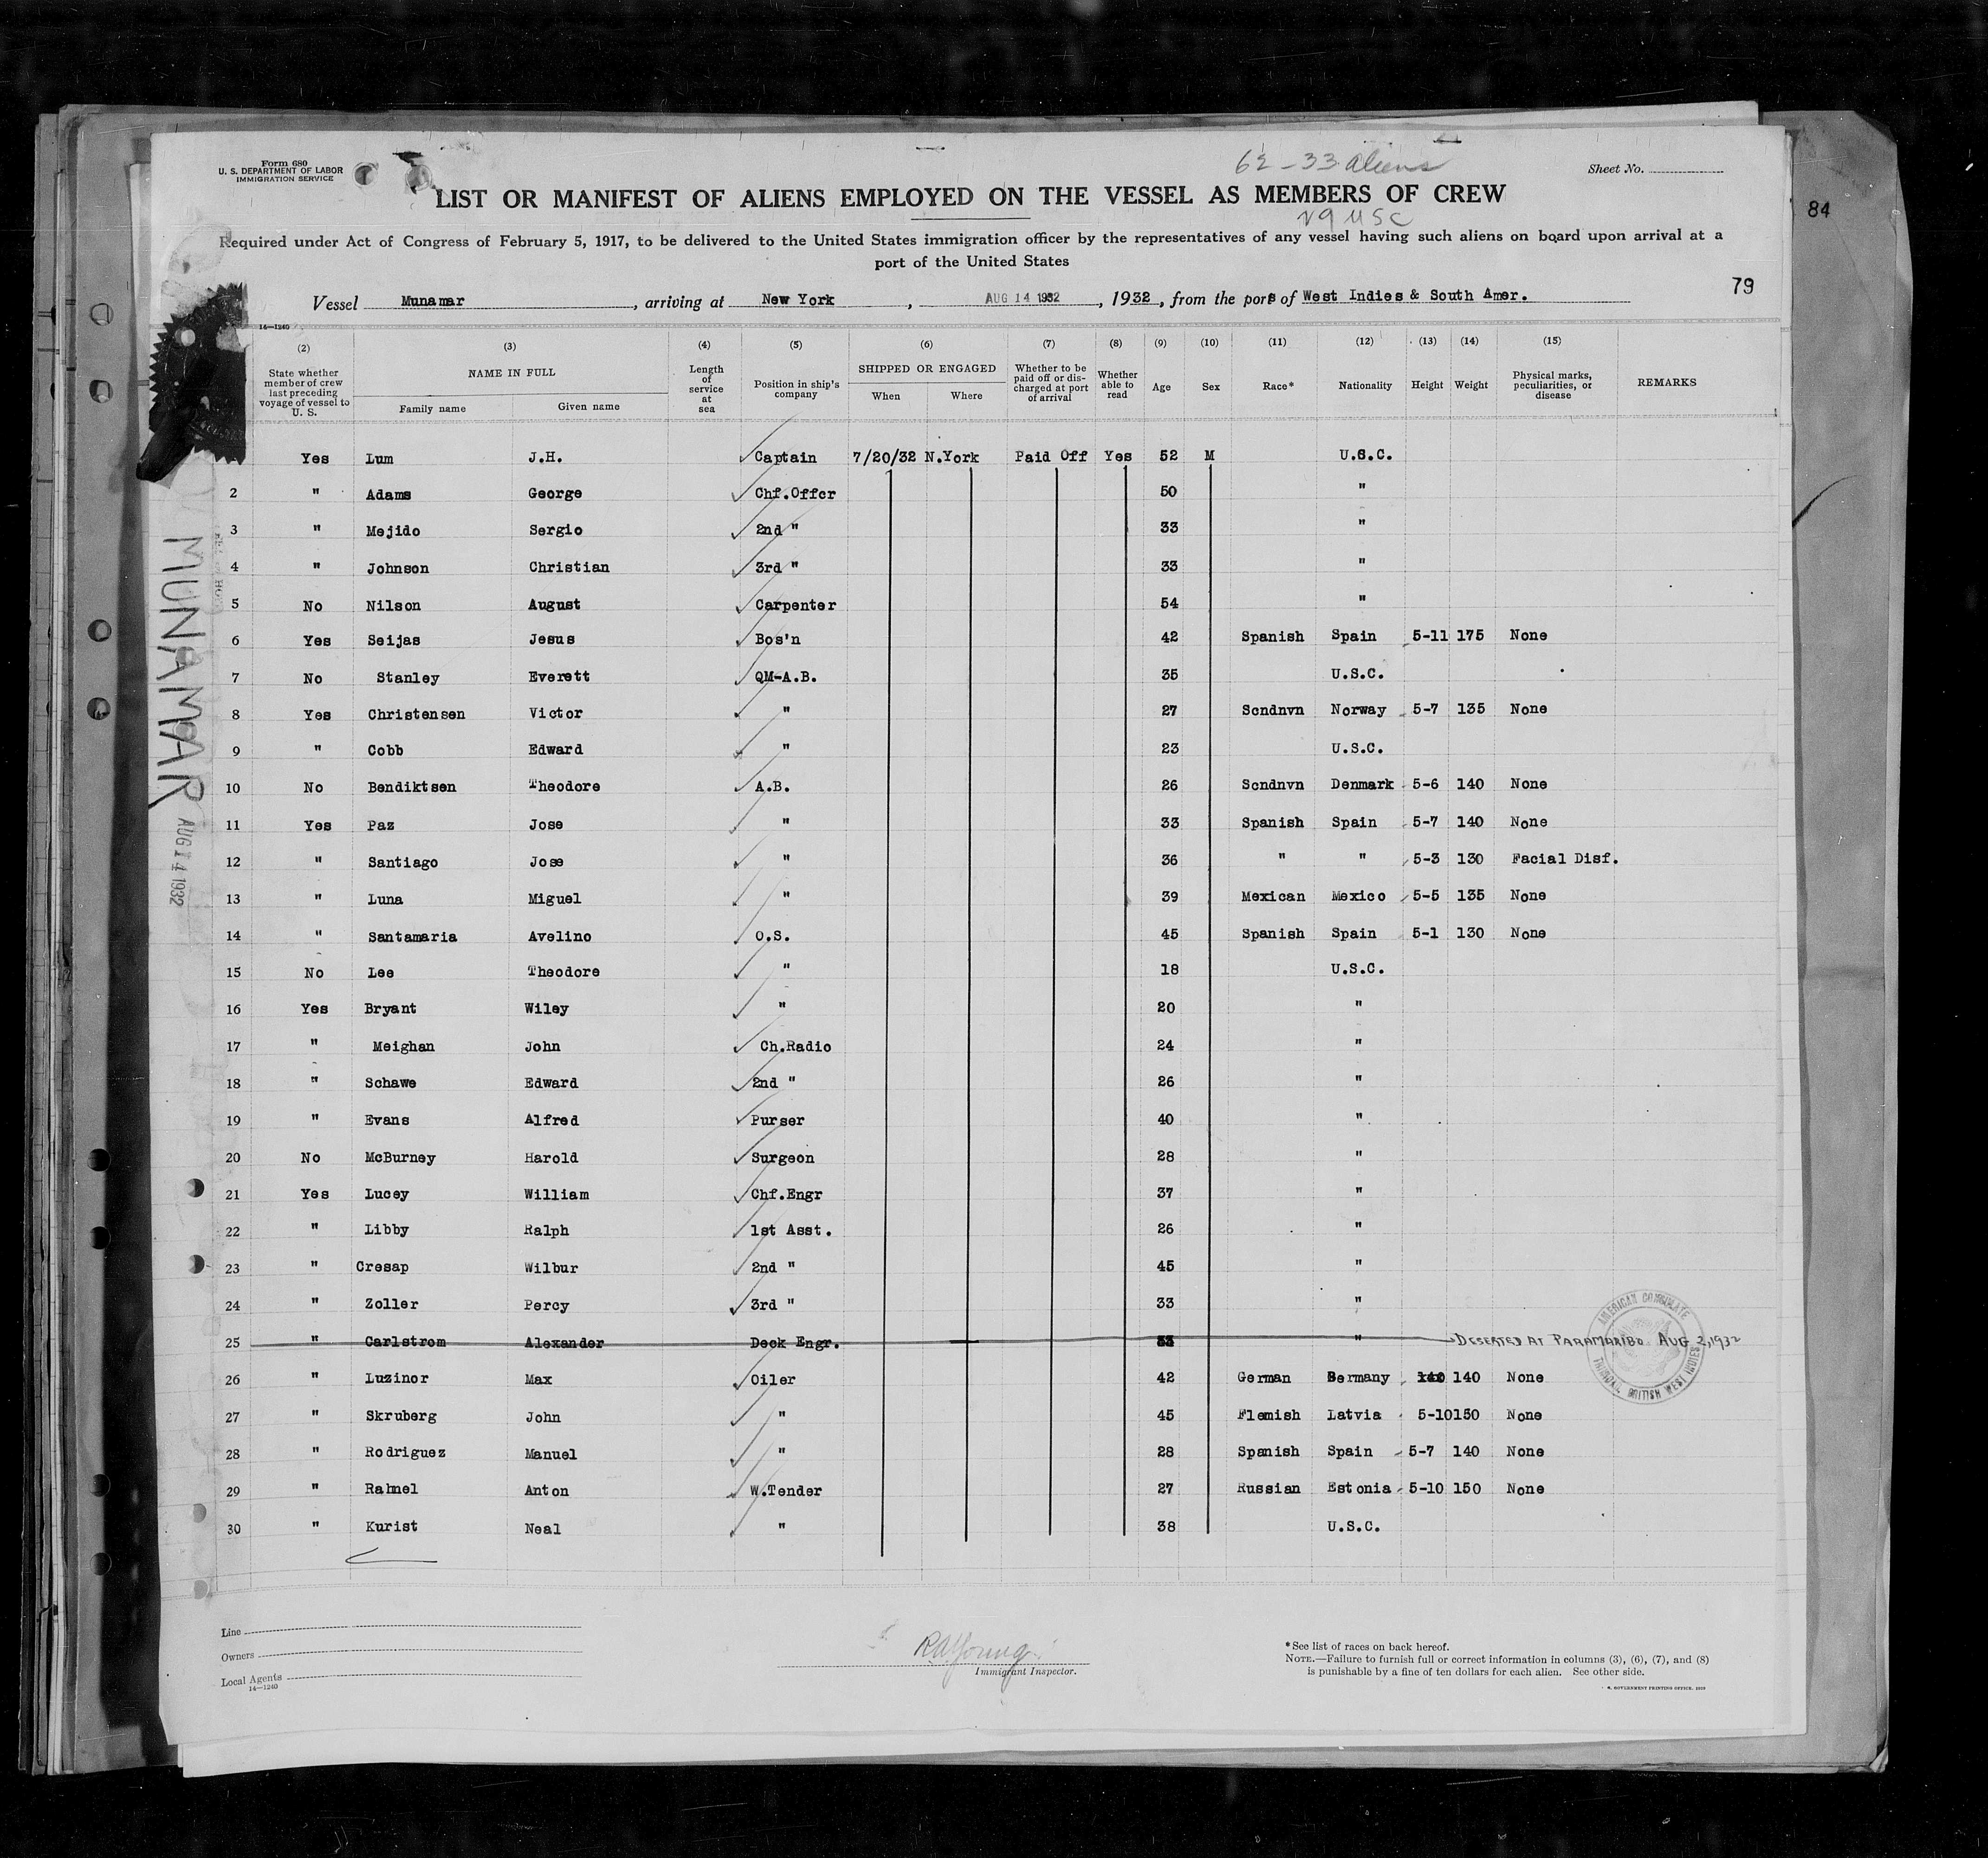 Form 680
U. S. DEPARTMENT OF LABOR
IMMIGRATION SERVICE
62 - 33 aliens
Sheet No.
LIST OR MANIFEST OF ALIENS EMPLOYED ON THE VESSEL AS MEMBERS OF CREW
29 USC
84
Required under Act of Congress of February 5, 1917, to be delivered to the United States immigration officer by the representatives of any vessel having such aliens on board upon arrival at a
port of the United States
79
Vessel Munamar, arriving at New York, AUG 14 1932, 1932, from the ports of West Indies & South Amer.
14—1240
(2) (3) (4) (5) (6) (7) (8) (9) (10) (11) (12) (13) (14) (15)
State whether member of crew last preceding voyage of vessel to U. S. NAME IN FULL Family name Given name Length of service at sea Position in ship's company SHIPPED OR ENGAGED When Where Whether to be paid off or discharged at port of arrival Whether able to read Age Sex Race* Nationality Height Weight Physical marks, peculiarities, or disease REMARKS
Yes Lum J.H. Captain 7/20/32 N.York Paid Off Yes 52 M U.S.C.
2 " Adams George Chf.Offcr 50 "
3 " Mejido Sergio 2nd " 33 "
4 " Johnson Christian 3rd " 33 "
5 No Nilson August Carpenter 54 "
6 Yes Seijas Jesus Bos'n 42 Spanish Spain 5-11 175 None
7 No Stanley Everett QM-A.B. 35 U.S.C.
8 Yes Christensen Victor " 27 Scndnvn Norway 5-7 135 None
9 " Cobb Edward " 23 U.S.C.
10 No Bendiktsen Theodore A.B. 26 Scndnvn Denmark 5-6 140 None
11 Yes Paz Jose " 33 Spanish Spain 5-7 140 None
12 " Santiago Jose " 36 " " 5-3 130 Facial Disf.
13 " Luna Miguel " 39 Mexican Mexico 5-5 135 None
14 " Santamaria Avelino O.S. 45 Spanish Spain 5-1 130 None
15 No Lee Theodore " 18 U.S.C.
16 Yes Bryant Wiley " 20 "
17 " Meighan John Ch.Radio 24 "
18 " Schawe Edward 2nd " 26 "
19 " Evans Alfred Purser 40 "
20 No McBurney Harold Surgeon 28 "
21 Yes Lucey William Chf.Engr 37 "
22 " Libby Ralph 1st Asst. 26 "
23 " Cresap Wilbur 2nd " 45 "
24 " Zoller Percy 3rd " 33 "
25 " Carlstrom Alexander Deck Engr. " DESERTED AT PARAMARIBO AUG 2, 1932
26 " Luzinor Max Oiler 42 German Germany 140 140 None
27 " Skruberg John " 45 Flemish Latvia 5-10 150 None
28 " Rodriguez Manuel " 28 Spanish Spain 5-7 140 None
29 " Rahnel Anton W.Tender 27 Russian Estonia 5-10 150 None
30 " Kurist Neal " 38 U.S.C.
AMERICAN CONSULATE
TRINIDAD, BRITISH WEST INDIES
MUNAMAR
AUG 14 1932
Line
Owners
Local Agents
14—1240
R A Young
Immigrant Inspector.
*See list of races on back hereof.
NOTE.—Failure to furnish full or correct information in columns (3), (6), (7), and (8)
is punishable by a fine of ten dollars for each alien. See other side.